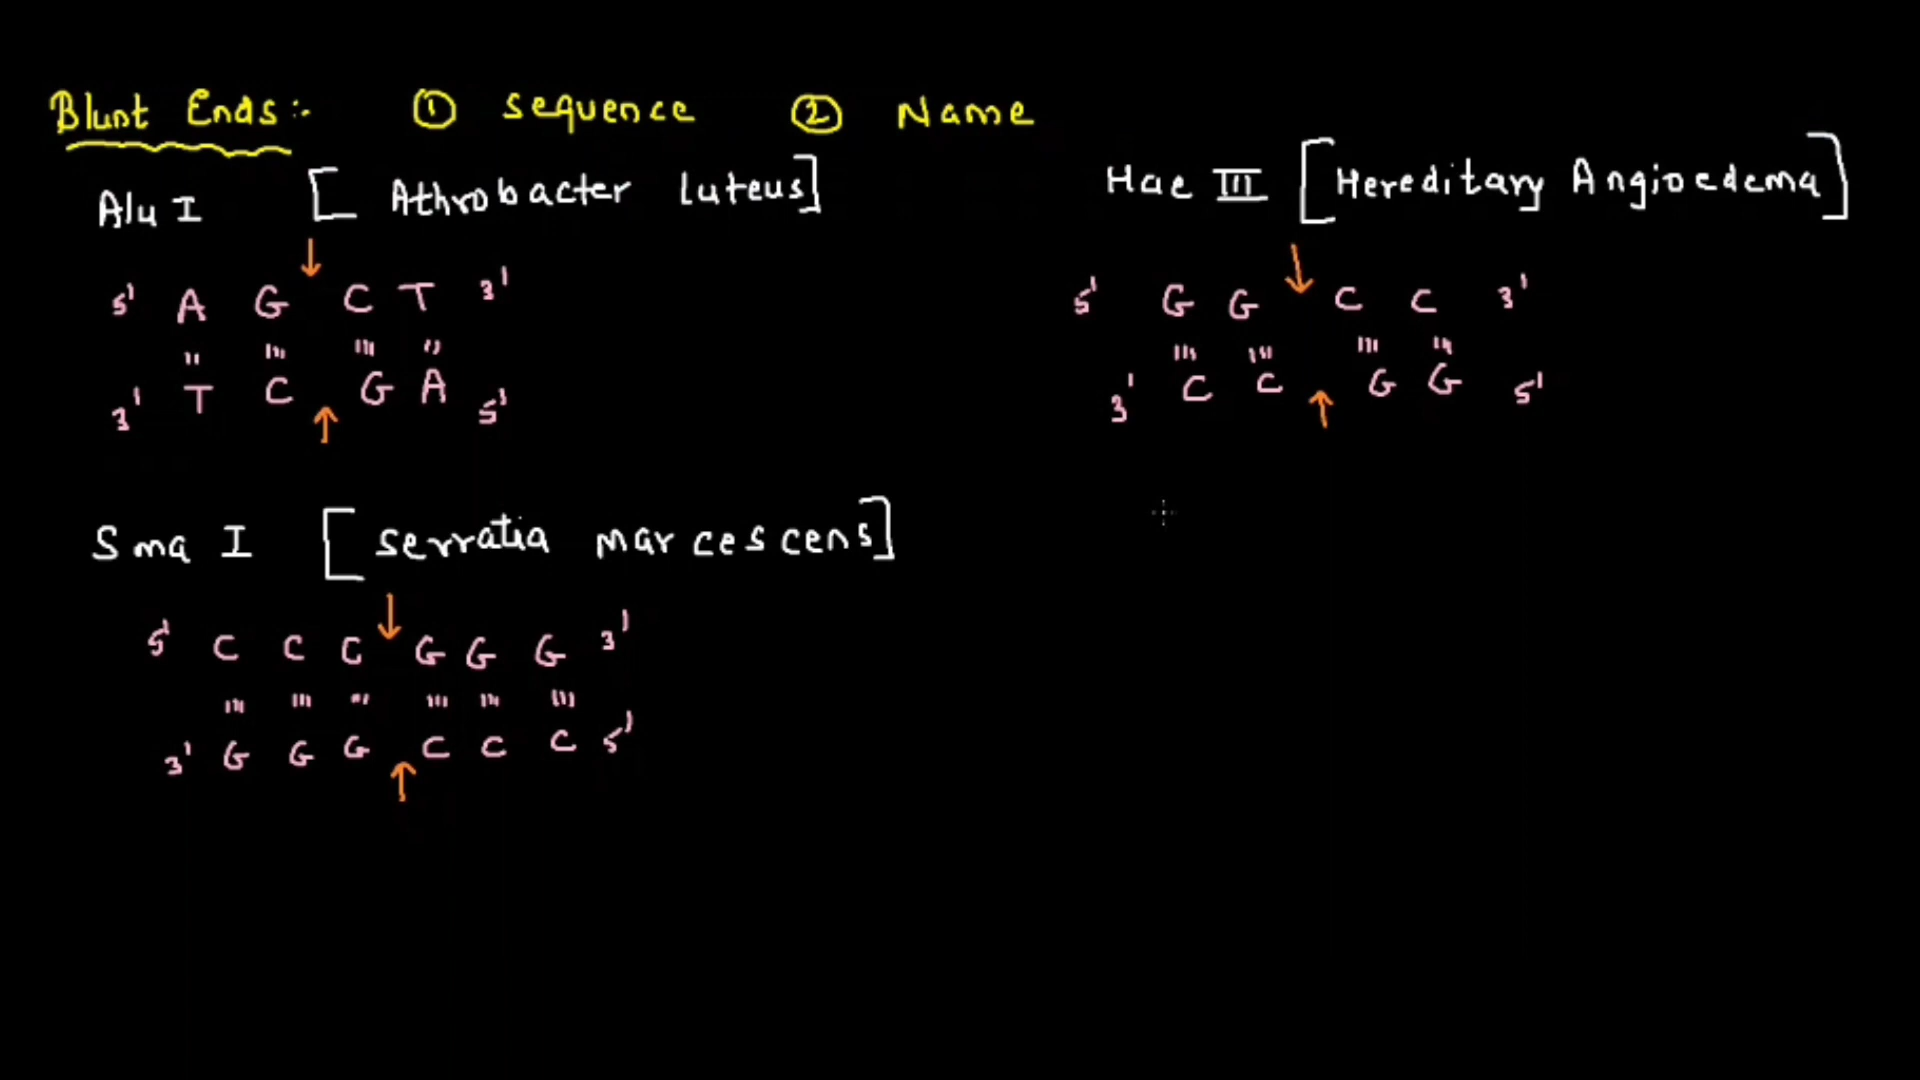 Blunt Ends:- ① sequence ② Name
Alu I [Athrobacter luteus]
5' A G ↓ C T 3'
" ''' ''' "
3' T C ↑ G A 5'
Sma I [serratia marcescens]
5' C C C ↓ G G G 3'
''' ''' ''' ''' ''' '''
3' G G G ↑ C C C 5'
Hae III [Hereditary Angioedema]
5' G G ↓ C C 3'
''' ''' ''' '''
3' C C ↑ G G 5'